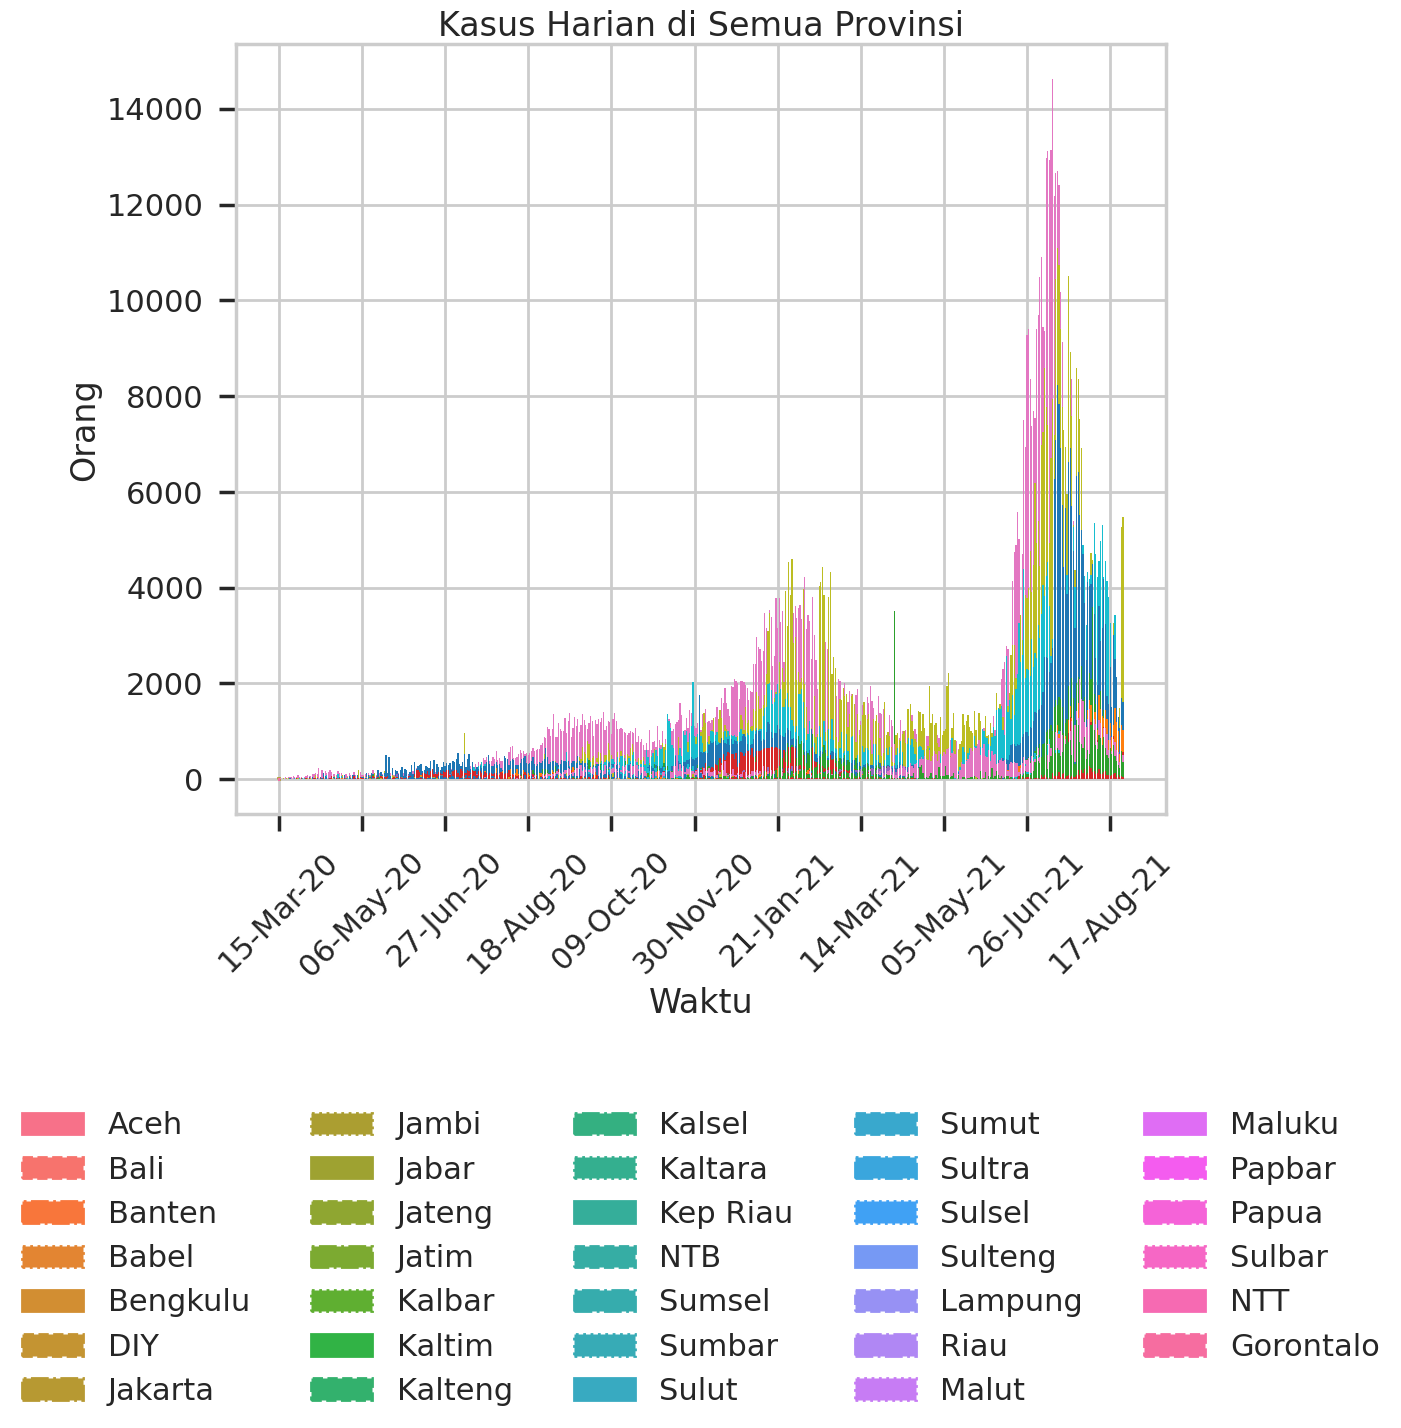 Kasus Harian di Semua Provinsi
14000
12000
10000
8000
6000
4000
2000
0
Orang
15-Mar-20
06-May-20
27-Jun-20
18-Aug-20
09-Oct-20
30-Nov-20
21-Jan-21
14-Mar-21
05-May-21
26-Jun-21
17-Aug-21
Waktu
Aceh
Bali
Banten
Babel
Bengkulu
DIY
Jakarta
Jambi
Jabar
Jateng
Jatim
Kalbar
Kaltim
Kalteng
Kalsel
Kaltara
Kep Riau
NTB
Sumsel
Sumbar
Sulut
Sumut
Sultra
Sulsel
Sulteng
Lampung
Riau
Malut
Maluku
Papbar
Papua
Sulbar
NTT
Gorontalo